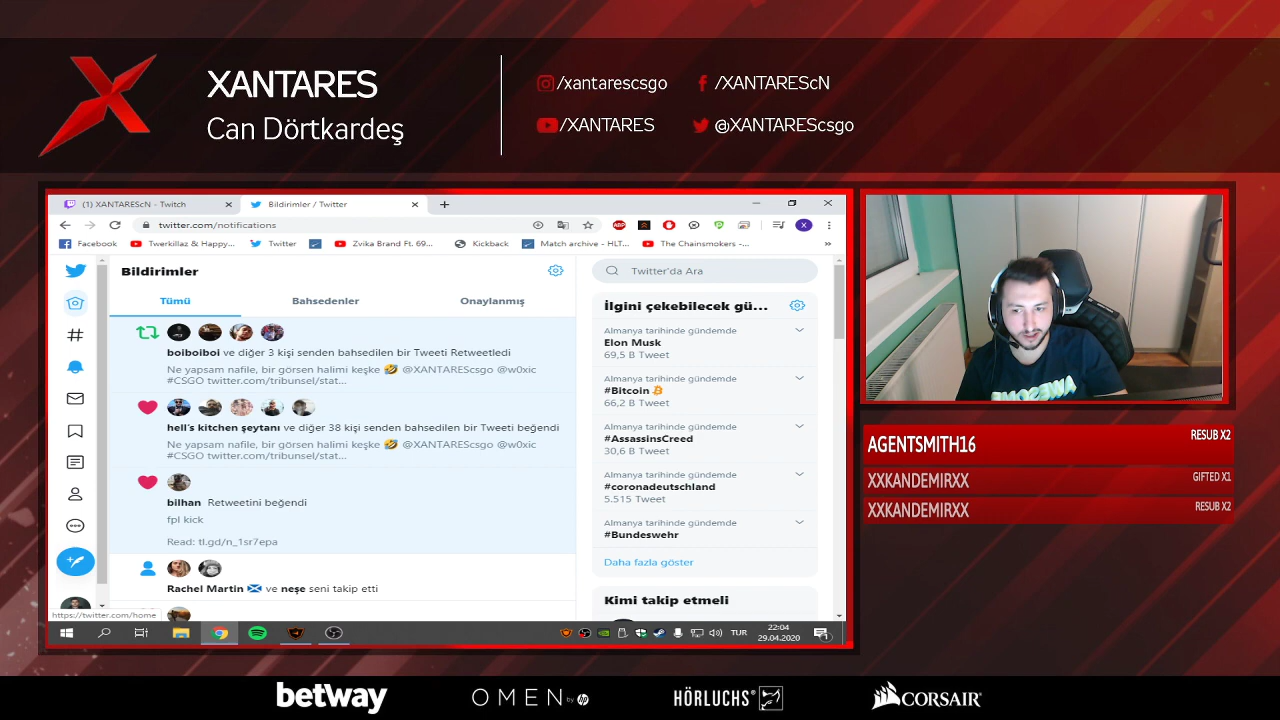 XANTARES
Can Dörtkardeş
/xantarescsgo
/XANTAREScN
/XANTARES
@XANTAREScsgo
(1) XANTAREScN - Twitch
Bildirimler / Twitter
twitter.com/notifications
Facebook
Twerkillaz & Happy...
Twitter
Zvika Brand Ft. 69...
Kickback
Match archive - HLT...
The Chainsmokers -...
»
Bildirimler
Tümü
Bahsedenler
Onaylanmış
boiboiboi ve diğer 3 kişi senden bahsedilen bir Tweeti Retweetledi
Ne yapsam nafile, bir görsen halimi keşke 🤣 @XANTAREScsgo @w0xic
#CSGO twitter.com/tribunsel/stat...
hell's kitchen şeytanı ve diğer 38 kişi senden bahsedilen bir Tweeti beğendi
Ne yapsam nafile, bir görsen halimi keşke 🤣 @XANTAREScsgo @w0xic
#CSGO twitter.com/tribunsel/stat...
bilhan Retweetini beğendi
fpl kick
Read: tl.gd/n_1sr7epa
Rachel Martin 🏴󠁧󠁢󠁳󠁣󠁴󠁿 ve neşe seni takip etti
https://twitter.com/home
Twitter'da Ara
İlgini çekebilecek gü...
Almanya tarihinde gündemde
Elon Musk
69,5 B Tweet
Almanya tarihinde gündemde
#Bitcoin
66,2 B Tweet
Almanya tarihinde gündemde
#AssassinsCreed
30,6 B Tweet
Almanya tarihinde gündemde
#coronadeutschland
5.515 Tweet
Almanya tarihinde gündemde
#Bundeswehr
Daha fazla göster
Kimi takip etmeli
TUR
22:04
29.04.2020
AWESOME
AGENTSMITH16
RESUB X2
XXKANDEMIRXX
GIFTED X1
XXKANDEMIRXX
RESUB X2
betway
OMEN by hp
HÖRLUCHS®
CORSAIR